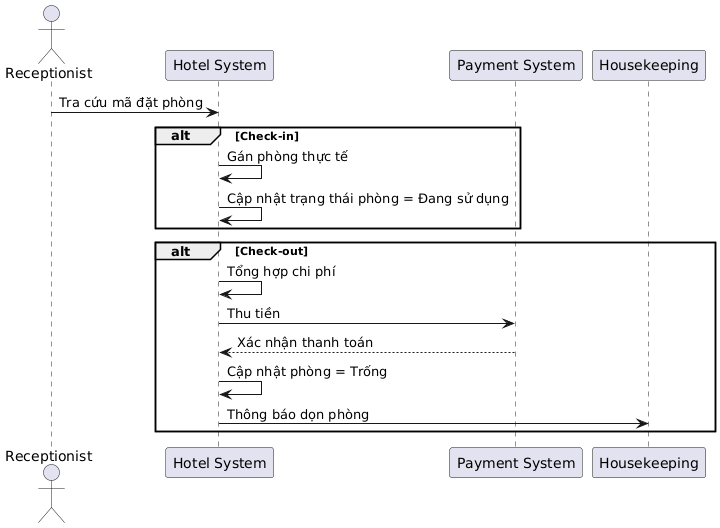 Receptionist
Hotel System
Payment System
Housekeeping
Tra cứu mã đặt phòng
alt
[Check-in]
Gán phòng thực tế
Cập nhật trạng thái phòng = Đang sử dụng
alt
[Check-out]
Tổng hợp chi phí
Thu tiền
Xác nhận thanh toán
Cập nhật phòng = Trống
Thông báo dọn phòng
Receptionist
Hotel System
Payment System
Housekeeping